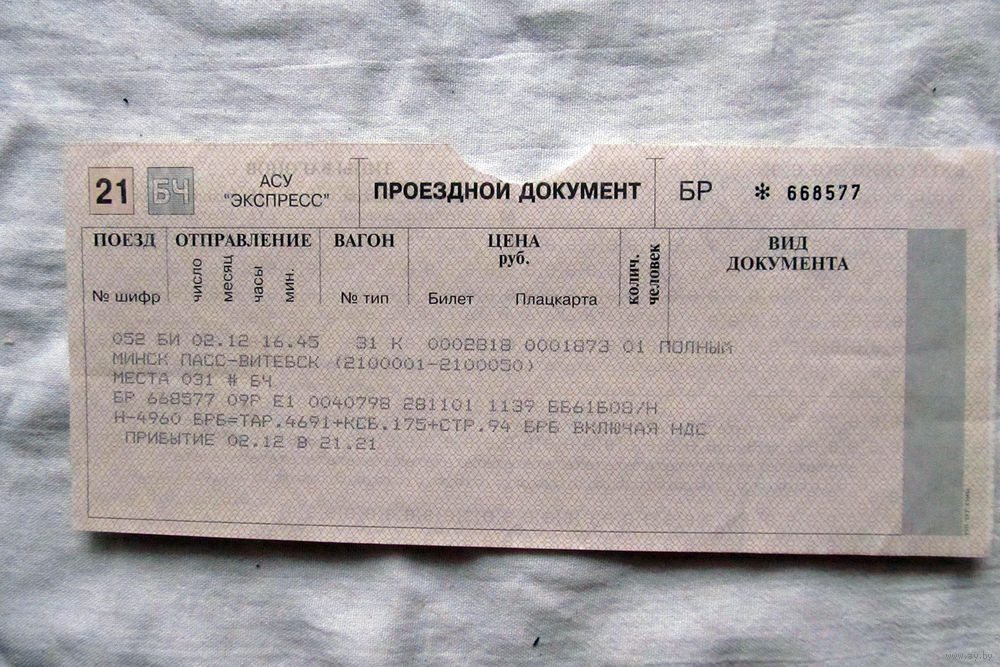 21 БЧ АСУ "ЭКСПРЕСС" ПРОЕЗДНОЙ ДОКУМЕНТ БР * 668577
ПОЕЗД ОТПРАВЛЕНИЕ ВАГОН ЦЕНА руб. колич. человек ВИД ДОКУМЕНТА
№ шифр число месяц часы мин. № тип Билет Плацкарта
052 БИ 02.12 16.45 31 К 0002818 0001873 01 ПОЛНЫЙ
МИНСК ПАСС-ВИТЕБСК (2100001-2100050)
МЕСТА 031 # БЧ
БР 668577 09Р Е1 0040798 281101 1139 ББ61Б08/Н
Н-4960 БРБ=ТАР.4691+КСБ.175+СТР.94 БРБ ВКЛЮЧАЯ НДС
ПРИБЫТИЕ 02.12 В 21.21
www.ay.by